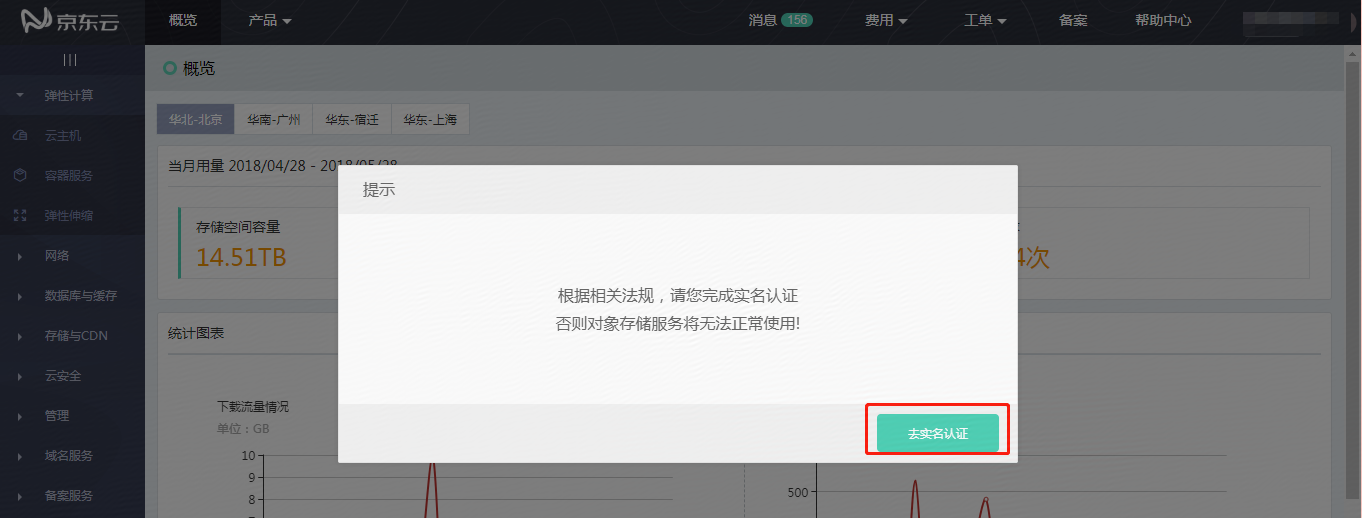 京东云
概览
产品
消息 156
费用
工单
备案
帮助中心
概览
弹性计算
云主机
容器服务
弹性伸缩
网络
数据库与缓存
存储与CDN
云安全
管理
域名服务
备案服务
华北-北京
华南-广州
华东-宿迁
华东-上海
当月用量 2018/04/28 - 2018/05/28
存储空间容量
14.51TB
4次
提示
根据相关法规，请您完成实名认证
否则对象存储服务将无法正常使用!
去实名认证
统计图表
下载流量情况
单位：GB
10
9
8
500